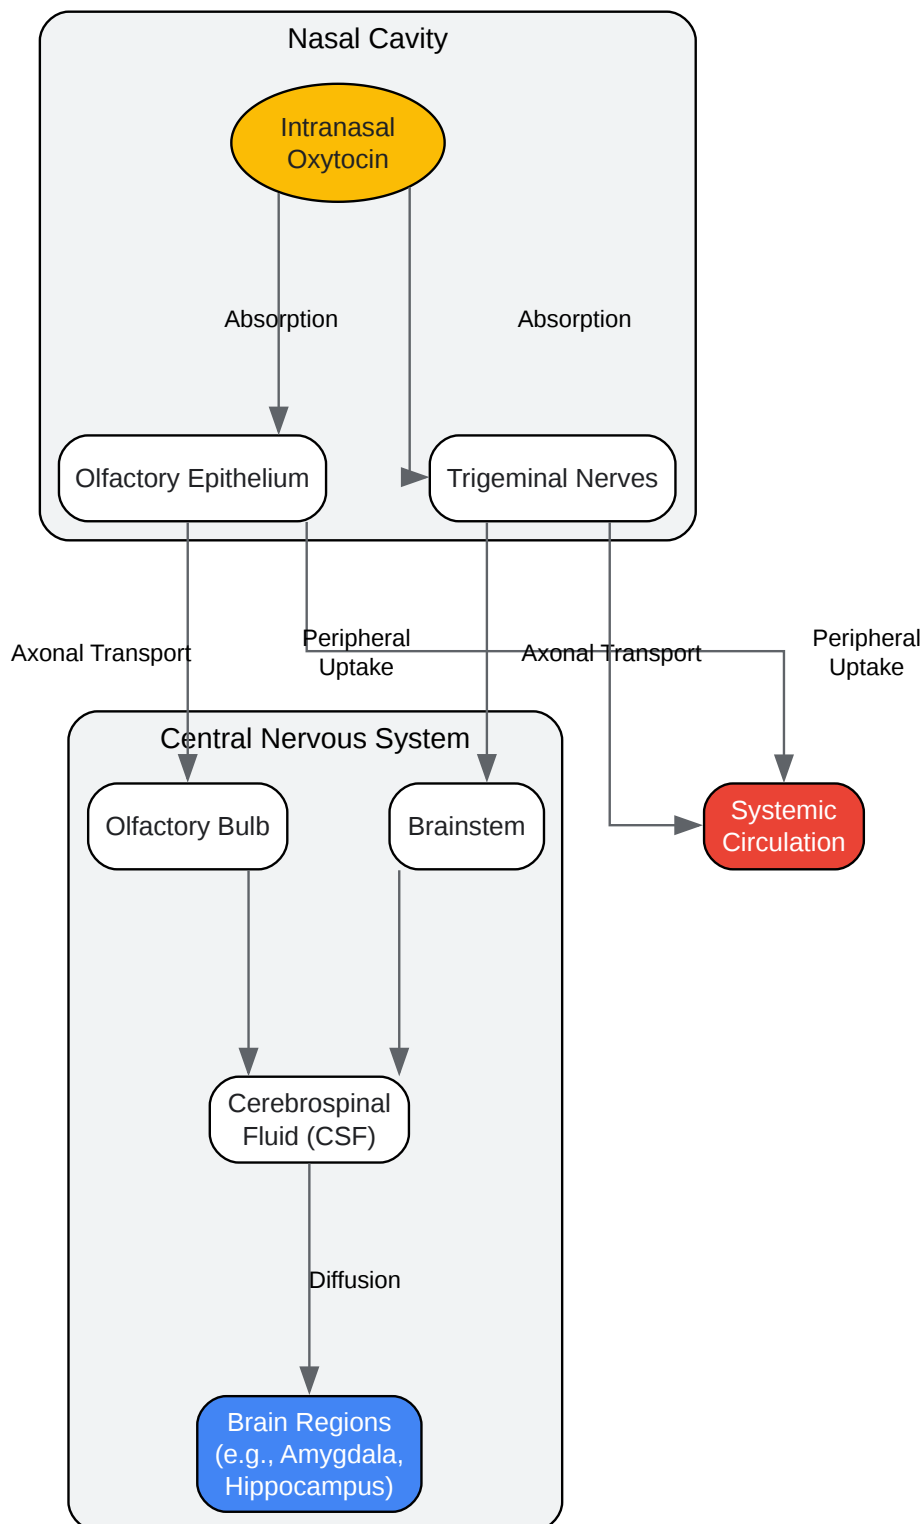 Nasal Cavity
Intranasal
Oxytocin
Absorption
Absorption
Olfactory Epithelium
Trigeminal Nerves
Axonal Transport
Peripheral
Uptake
Axonal Transport
Peripheral
Uptake
Central Nervous System
Olfactory Bulb
Brainstem
Systemic
Circulation
Cerebrospinal
Fluid (CSF)
Diffusion
Brain Regions
(e.g., Amygdala,
Hippocampus)